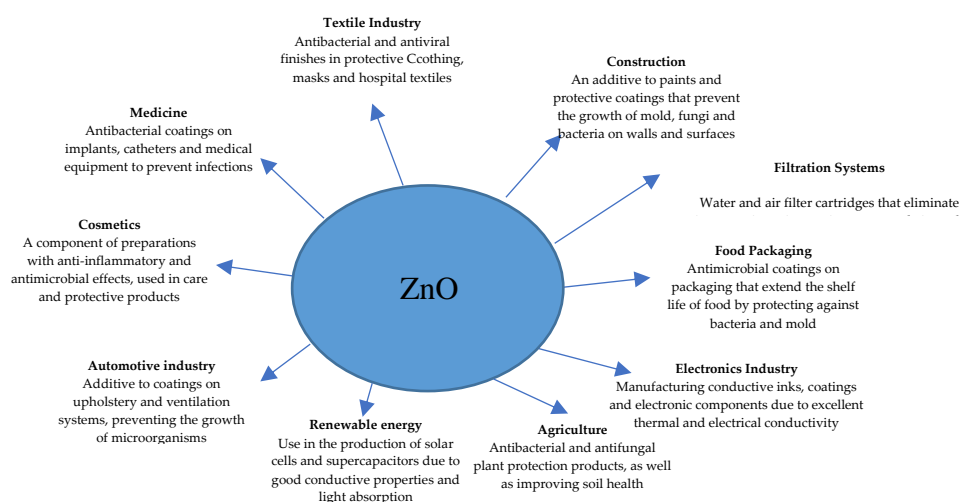 Textile Industry
Antibacterial and antiviral
finishes in protective Ccothing,
masks and hospital textiles
Construction
An additive to paints and
protective coatings that prevent
the growth of mold, fungi and
bacteria on walls and surfaces
Medicine
Antibacterial coatings on
implants, catheters and medical
equipment to prevent infections
Filtration Systems
Water and air filter cartridges that eliminate
Cosmetics
A component of preparations
with anti-inflammatory and
antimicrobial effects, used in care
and protective products
Food Packaging
Antimicrobial coatings on
packaging that extend the shelf
life of food by protecting against
bacteria and mold
ZnO
Automotive industry
Additive to coatings on
upholstery and ventilation
systems, preventing the growth
of microorganisms
Electronics Industry
Manufacturing conductive inks, coatings
and electronic components due to excellent
thermal and electrical conductivity
Renewable energy
Use in the production of solar
cells and supercapacitors due to
good conductive properties and
light absorption
Agriculture
Antibacterial and antifungal
plant protection products, as well
as improving soil health